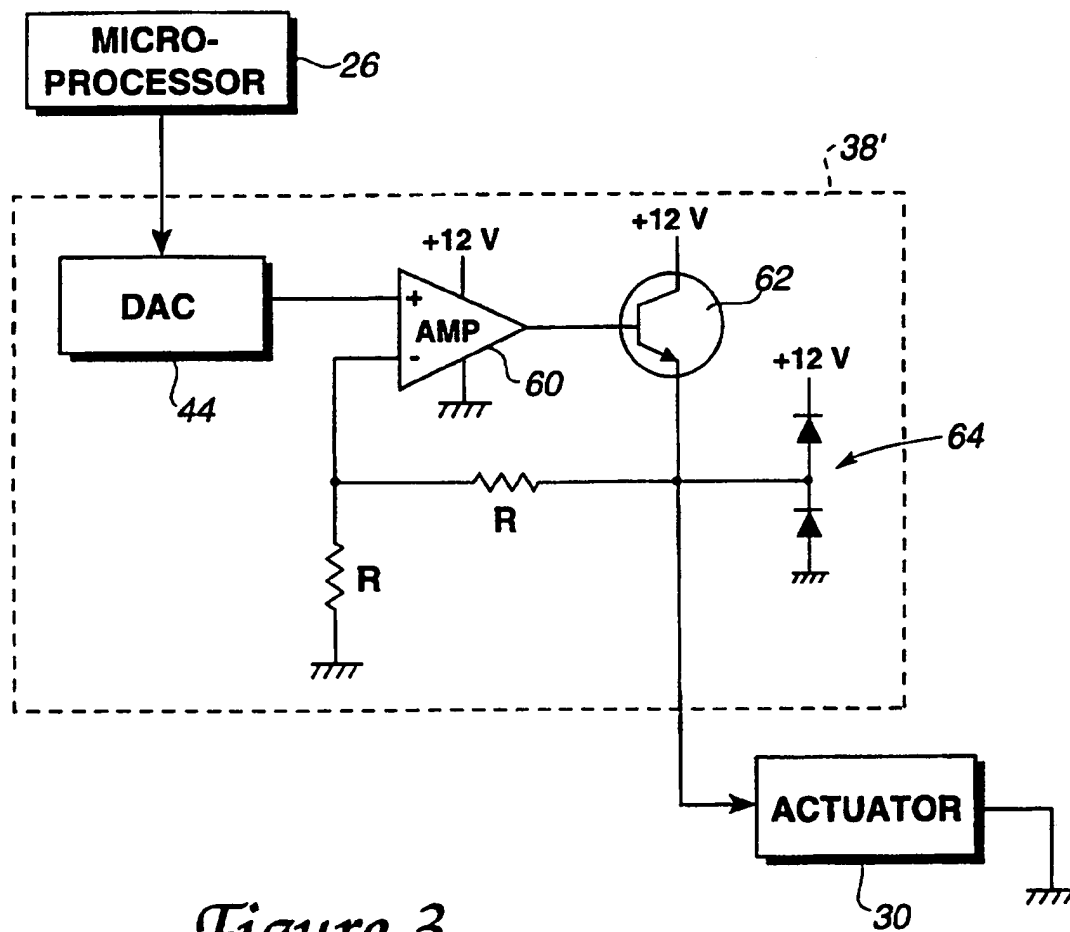 MICRO-
PROCESSOR
26
38'
+12 V
+12 V
DAC
+
AMP
-
62
60
44
+12 V
64
R
R
ACTUATOR
30
Figure 3